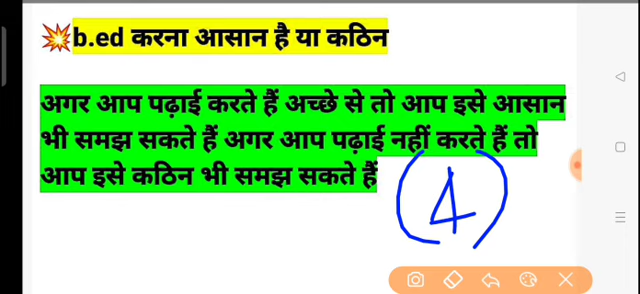 b.ed करना आसान है या कठिन
अगर आप पढ़ाई करते हैं अच्छे से तो आप इसे आसान
भी समझ सकते हैं अगर आप पढ़ाई नहीं करते हैं तो
आप इसे कठिन भी समझ सकते हैं
(4)